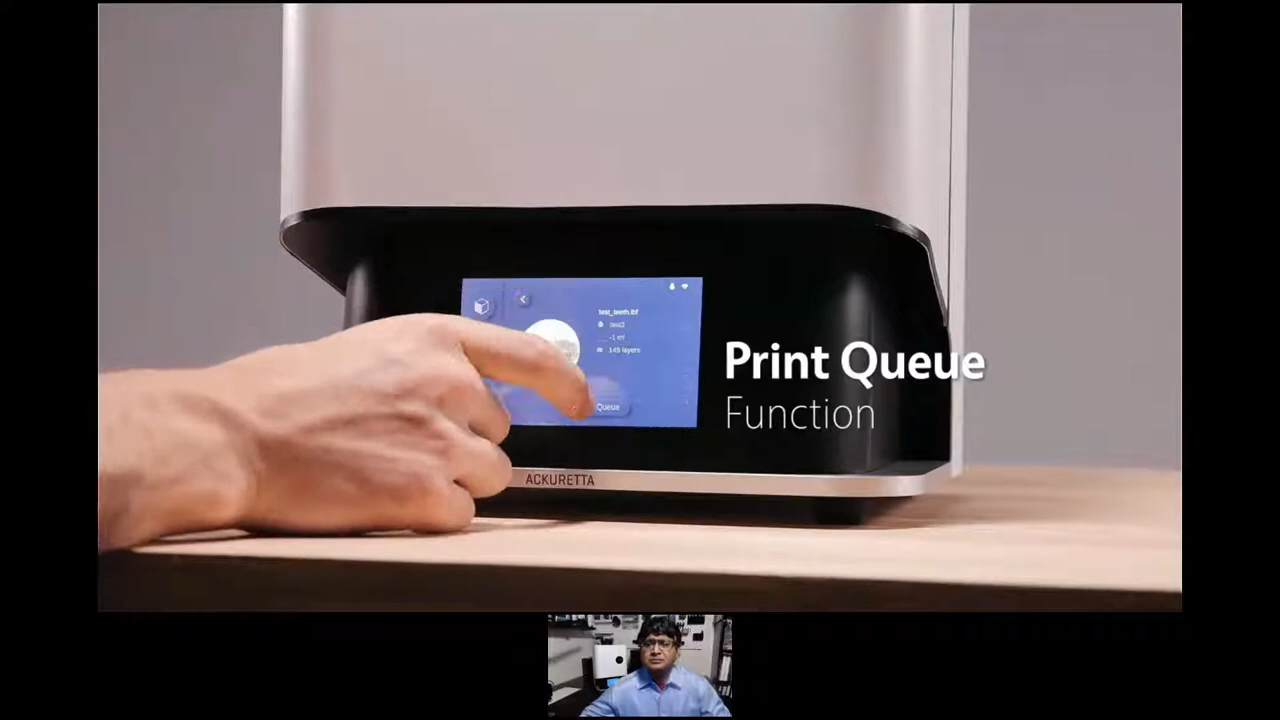 test_teeth.lbf
test2
145 layers
Queue
Print Queue
Function
ACKURETTA